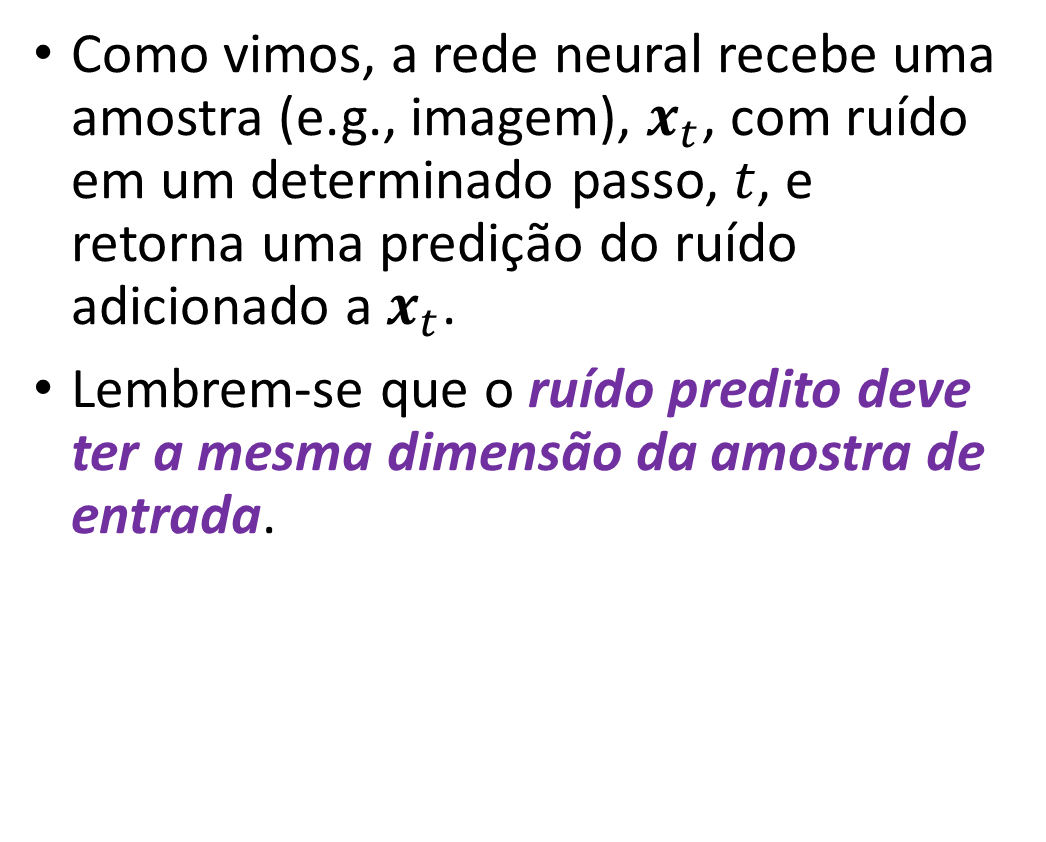 • Como vimos, a rede neural recebe uma
amostra (e.g., imagem), 𝒙ₜ, com ruído
em um determinado passo, 𝑡, e
retorna uma predição do ruído
adicionado a 𝒙ₜ.
• Lembrem-se que o ruído predito deve
ter a mesma dimensão da amostra de
entrada.